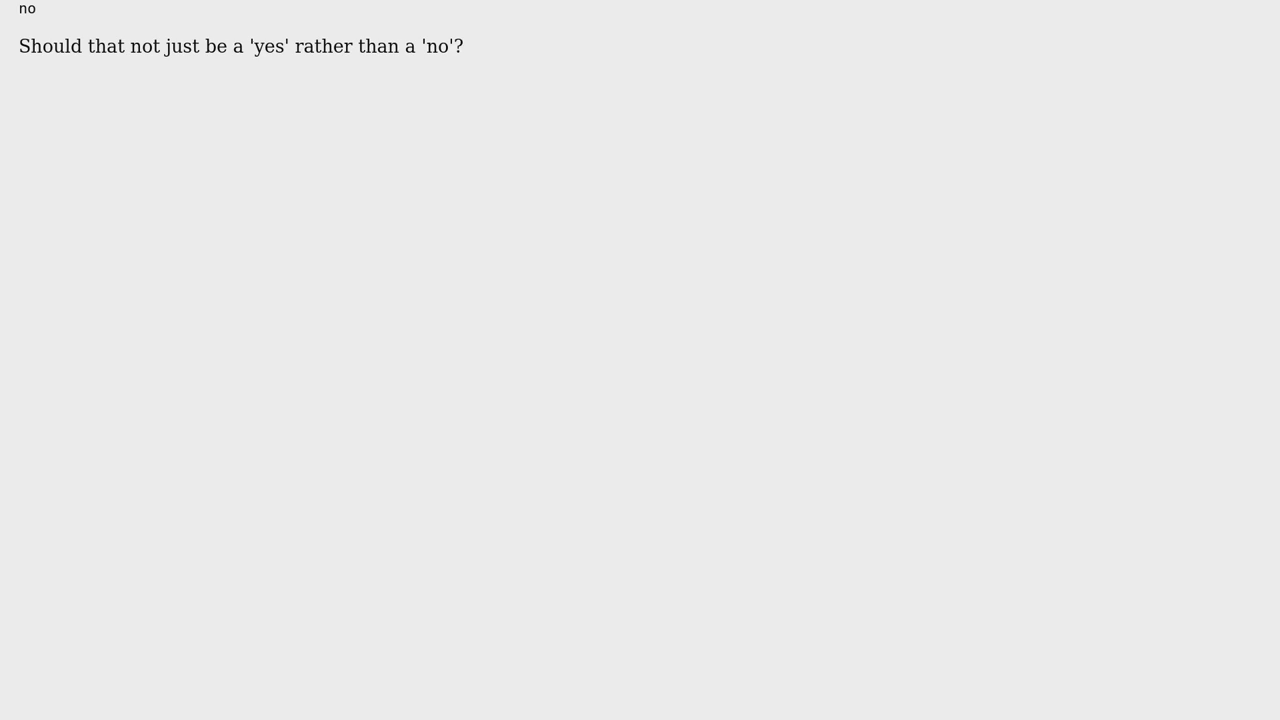 no
Should that not just be a 'yes' rather than a 'no'?